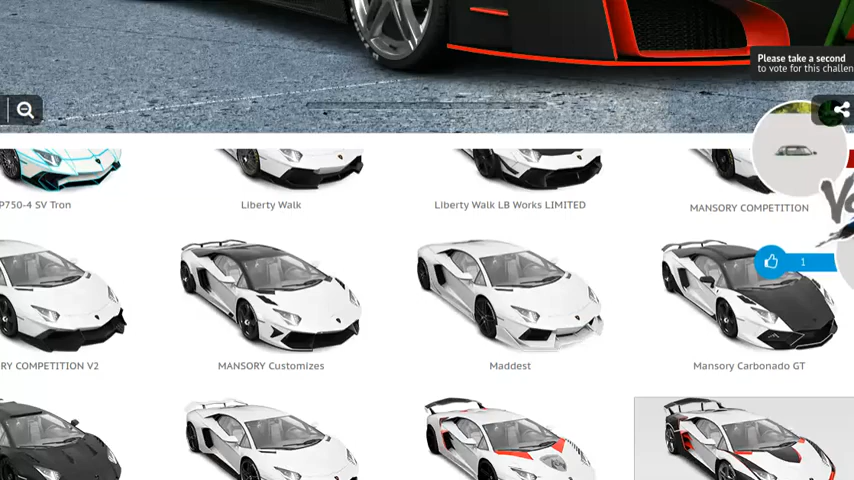 Please take a second
to vote for this challen
P750-4 SV Tron
Liberty Walk
Liberty Walk LB Works LIMITED
MANSORY COMPETITION
1
RY COMPETITION V2
MANSORY Customizes
Maddest
Mansory Carbonado GT